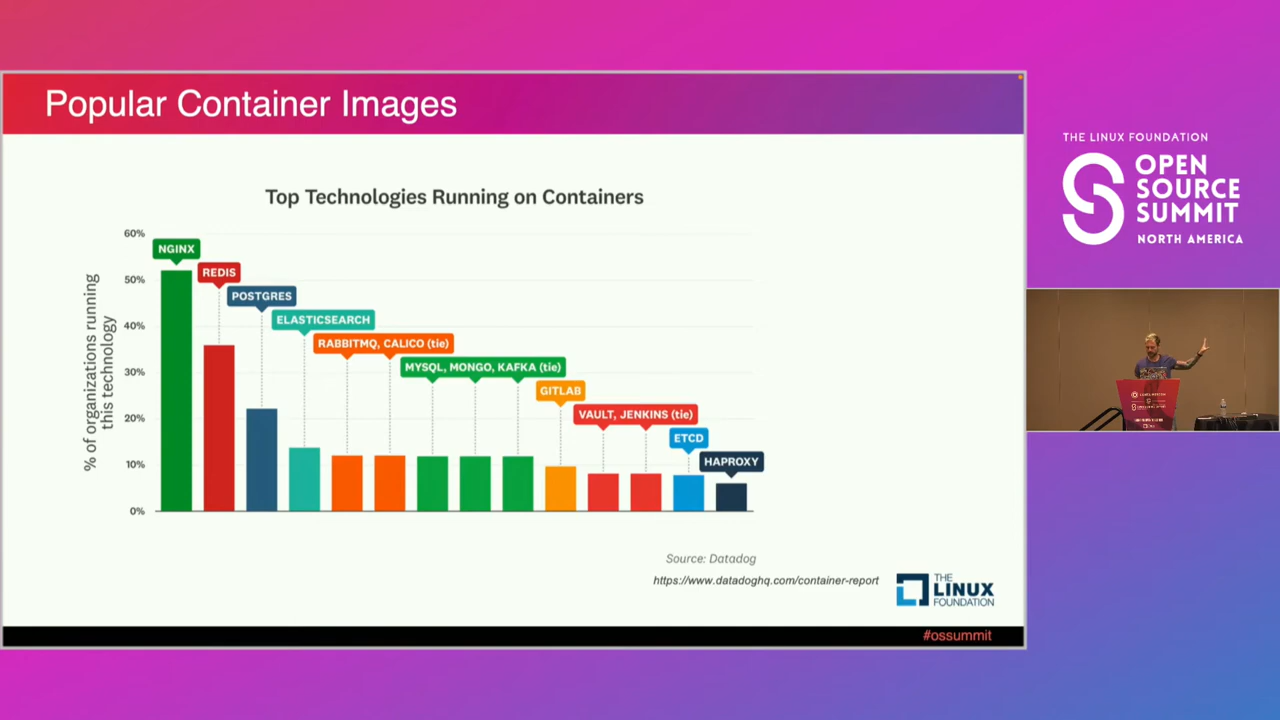 Popular Container Images
Top Technologies Running on Containers
% of organizations running
this technology
60%
50%
40%
30%
20%
10%
0%
NGINX
REDIS
POSTGRES
ELASTICSEARCH
RABBITMQ, CALICO (tie)
MYSQL, MONGO, KAFKA (tie)
GITLAB
VAULT, JENKINS (tie)
ETCD
HAPROXY
Source: Datadog
https://www.datadoghq.com/container-report
THE
LINUX
FOUNDATION
#ossummit
THE LINUX FOUNDATION
OPEN
SOURCE
SUMMIT
NORTH AMERICA